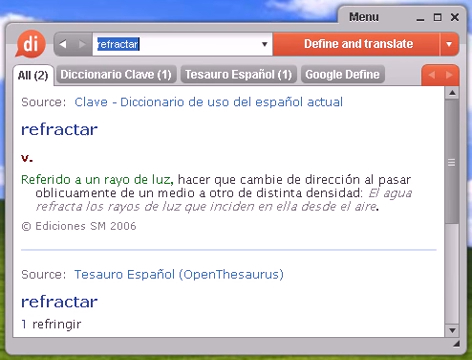 Menu
di
refractar
Define and translate
All (2)
Diccionario Clave (1)
Tesauro Español (1)
Google Define
Source: Clave - Diccionario de uso del español actual
refractar
v.
Referido a un rayo de luz, hacer que cambie de dirección al pasar
oblicuamente de un medio a otro de distinta densidad: El agua
refracta los rayos de luz que inciden en ella desde el aire.
© Ediciones SM 2006
Source: Tesauro Español (OpenThesaurus)
refractar
1 refringir